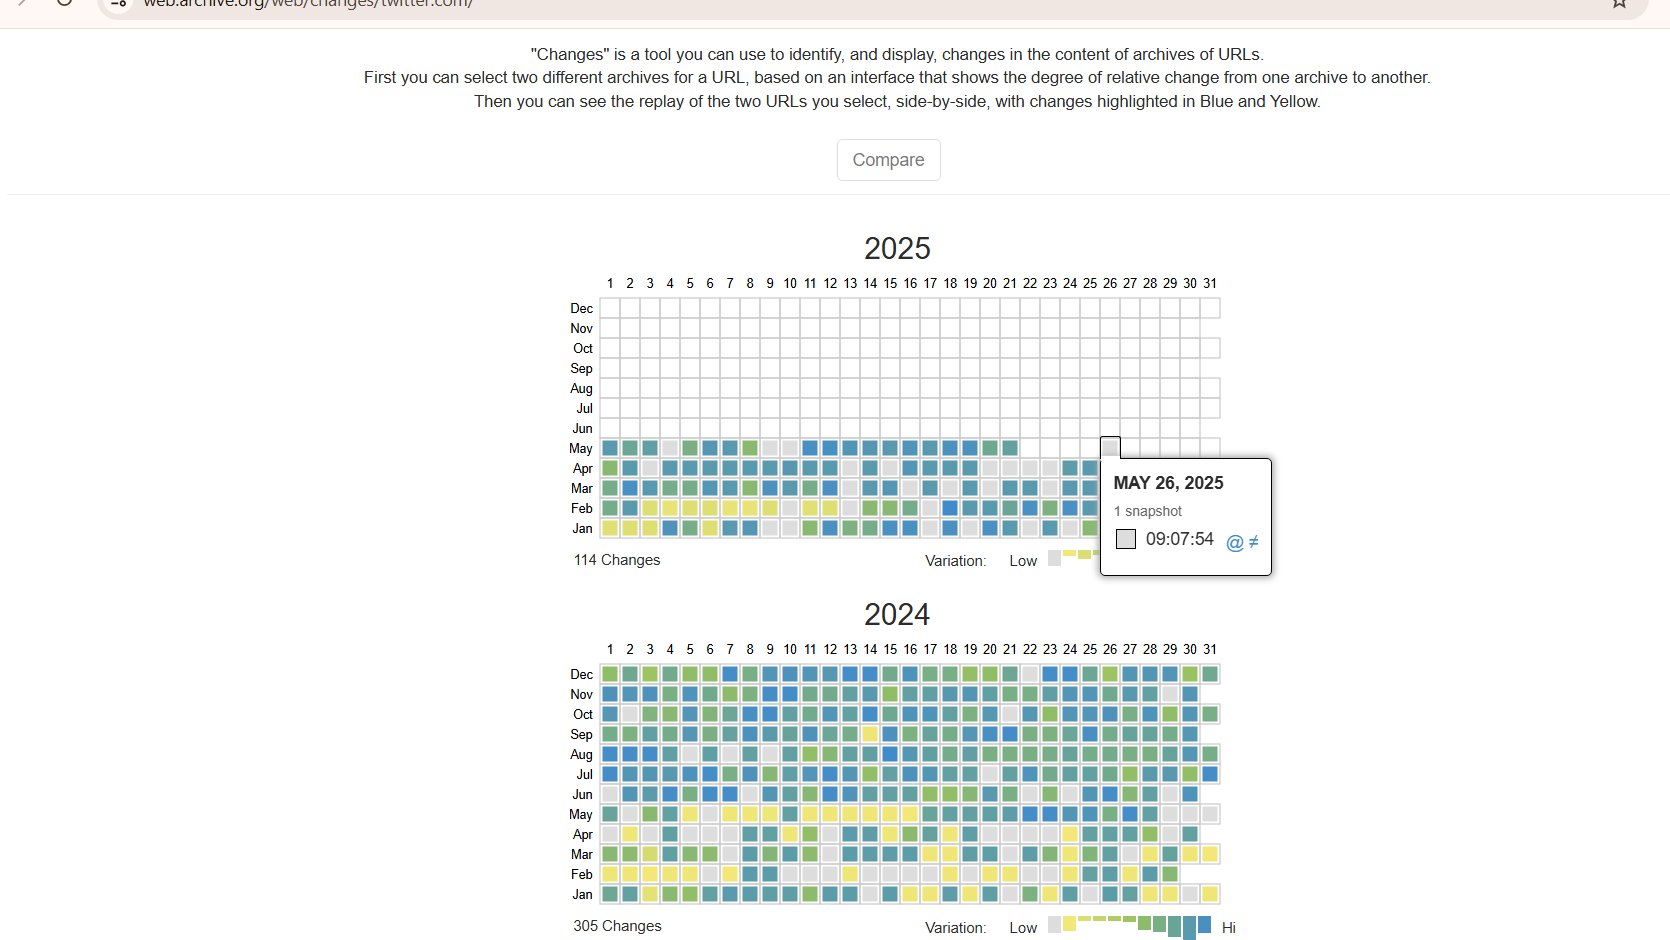 web.archive.org/web/changes/twitter.com/
"Changes" is a tool you can use to identify, and display, changes in the content of archives of URLs.
First you can select two different archives for a URL, based on an interface that shows the degree of relative change from one archive to another.
Then you can see the replay of the two URLs you select, side-by-side, with changes highlighted in Blue and Yellow.
Compare
2025
1 2 3 4 5 6 7 8 9 10 11 12 13 14 15 16 17 18 19 20 21 22 23 24 25 26 27 28 29 30 31
Dec
Nov
Oct
Sep
Aug
Jul
Jun
May
Apr
Mar
Feb
Jan
MAY 26, 2025
1 snapshot
09:07:54 @ ≠
114 Changes Variation: Low
2024
1 2 3 4 5 6 7 8 9 10 11 12 13 14 15 16 17 18 19 20 21 22 23 24 25 26 27 28 29 30 31
Dec
Nov
Oct
Sep
Aug
Jul
Jun
May
Apr
Mar
Feb
Jan
305 Changes Variation: Low Hi